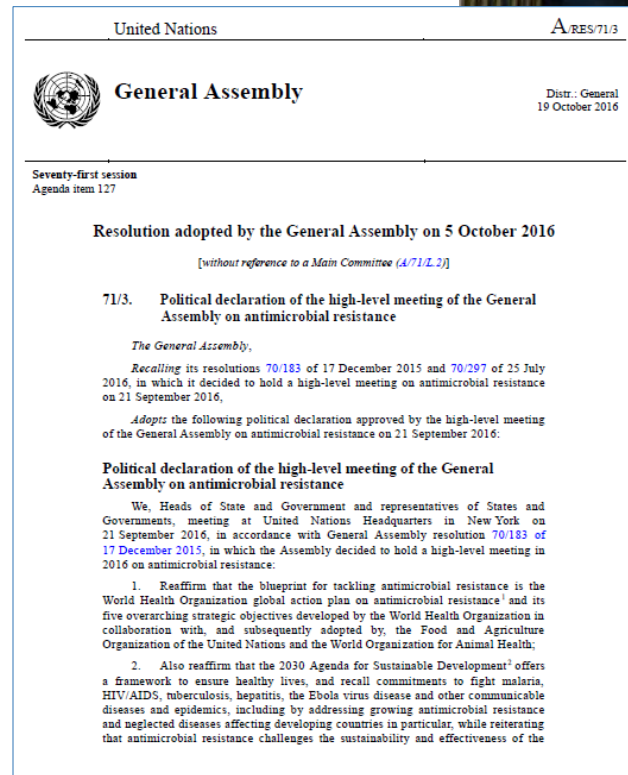 United Nations
A/RES/71/3
General Assembly
Distr.: General
19 October 2016
Seventy-first session
Agenda item 127
Resolution adopted by the General Assembly on 5 October 2016
[without reference to a Main Committee (A/71/L.2)]
71/3. Political declaration of the high-level meeting of the General
Assembly on antimicrobial resistance
The General Assembly,
Recalling its resolutions 70/183 of 17 December 2015 and 70/297 of 25 July
2016, in which it decided to hold a high-level meeting on antimicrobial resistance
on 21 September 2016,
Adopts the following political declaration approved by the high-level meeting
of the General Assembly on antimicrobial resistance on 21 September 2016:
Political declaration of the high-level meeting of the General
Assembly on antimicrobial resistance
We, Heads of State and Government and representatives of States and
Governments, meeting at United Nations Headquarters in New York on
21 September 2016, in accordance with General Assembly resolution 70/183 of
17 December 2015, in which the Assembly decided to hold a high-level meeting in
2016 on antimicrobial resistance:
1. Reaffirm that the blueprint for tackling antimicrobial resistance is the
World Health Organization global action plan on antimicrobial resistance¹ and its
five overarching strategic objectives developed by the World Health Organization in
collaboration with, and subsequently adopted by, the Food and Agriculture
Organization of the United Nations and the World Organization for Animal Health;
2. Also reaffirm that the 2030 Agenda for Sustainable Development² offers
a framework to ensure healthy lives, and recall commitments to fight malaria,
HIV/AIDS, tuberculosis, hepatitis, the Ebola virus disease and other communicable
diseases and epidemics, including by addressing growing antimicrobial resistance
and neglected diseases affecting developing countries in particular, while reiterating
that antimicrobial resistance challenges the sustainability and effectiveness of the